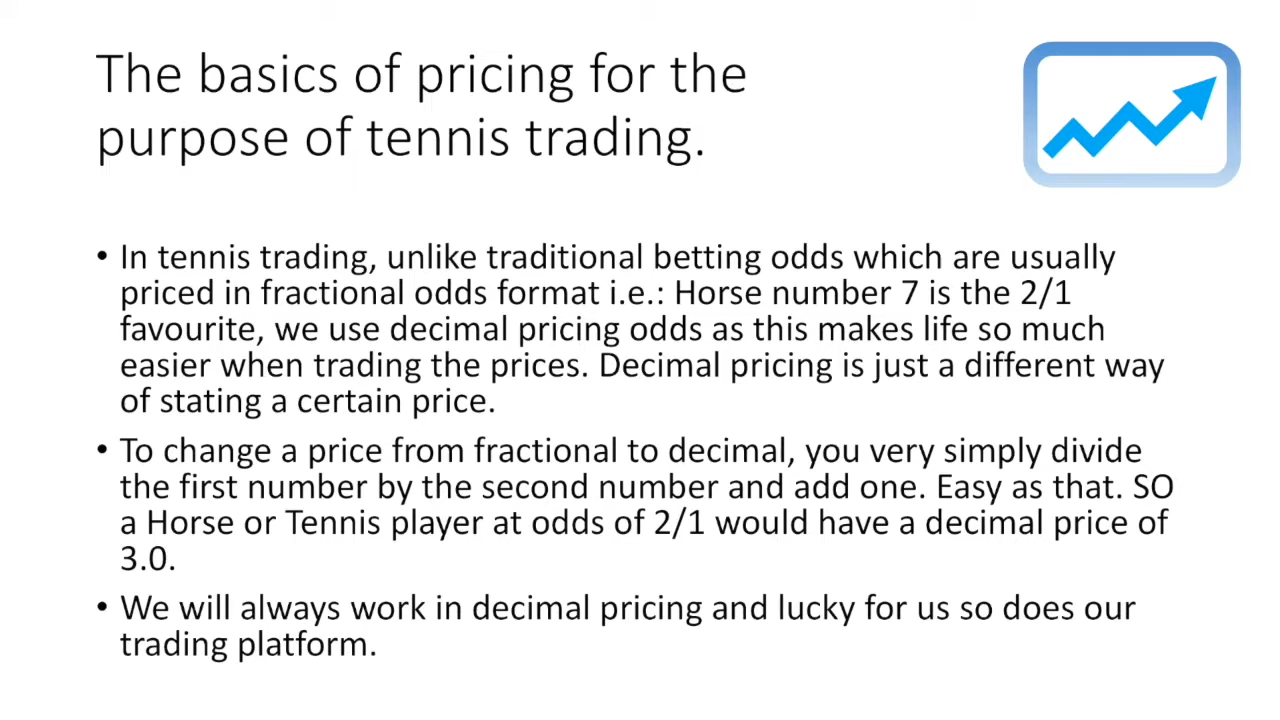 The basics of pricing for the
purpose of tennis trading.
• In tennis trading, unlike traditional betting odds which are usually
priced in fractional odds format i.e.: Horse number 7 is the 2/1
favourite, we use decimal pricing odds as this makes life so much
easier when trading the prices. Decimal pricing is just a different way
of stating a certain price.
• To change a price from fractional to decimal, you very simply divide
the first number by the second number and add one. Easy as that. SO
a Horse or Tennis player at odds of 2/1 would have a decimal price of
3.0.
• We will always work in decimal pricing and lucky for us so does our
trading platform.